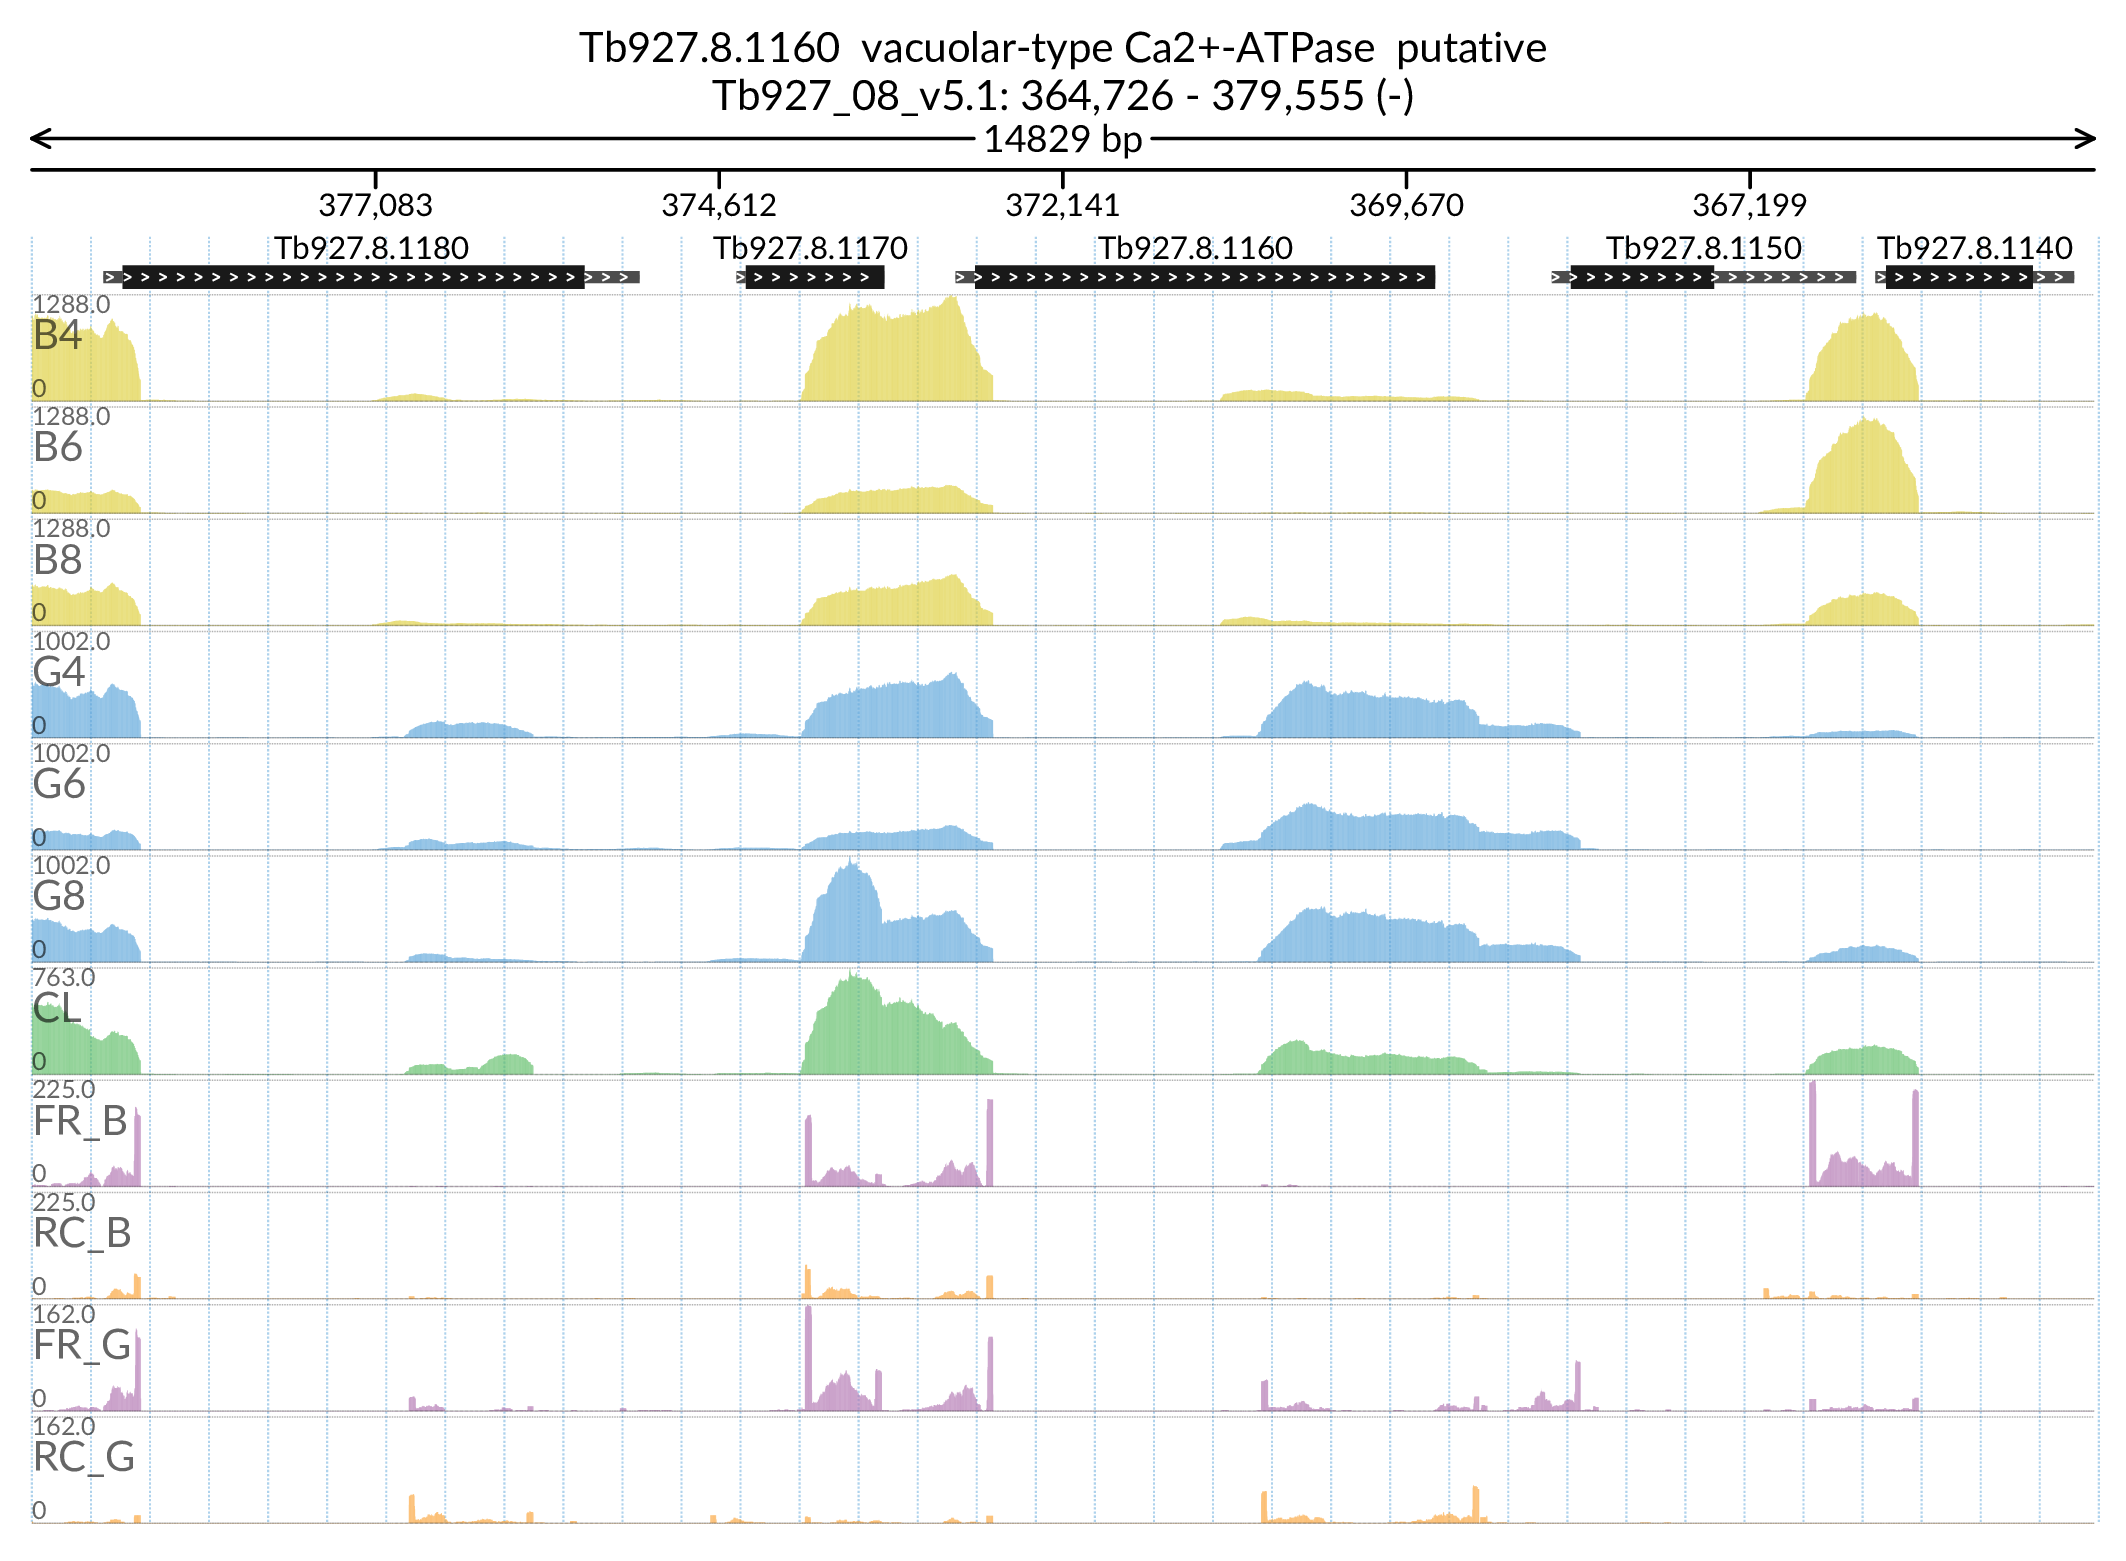 Tb927.8.1160  vacuolar-type Ca2+-ATPase  putative
Tb927_08_v5.1: 364,726 - 379,555 (-)
14829 bp
377,083 374,612 372,141 369,670 367,199
Tb927.8.1180 Tb927.8.1170 Tb927.8.1160 Tb927.8.1150 Tb927.8.1140
1288.0
B4
0
1288.0
B6
0
1288.0
B8
0
1002.0
G4
0
1002.0
G6
0
1002.0
G8
0
763.0
CL
0
225.0
FR_B
0
225.0
RC_B
0
162.0
FR_G
0
162.0
RC_G
0